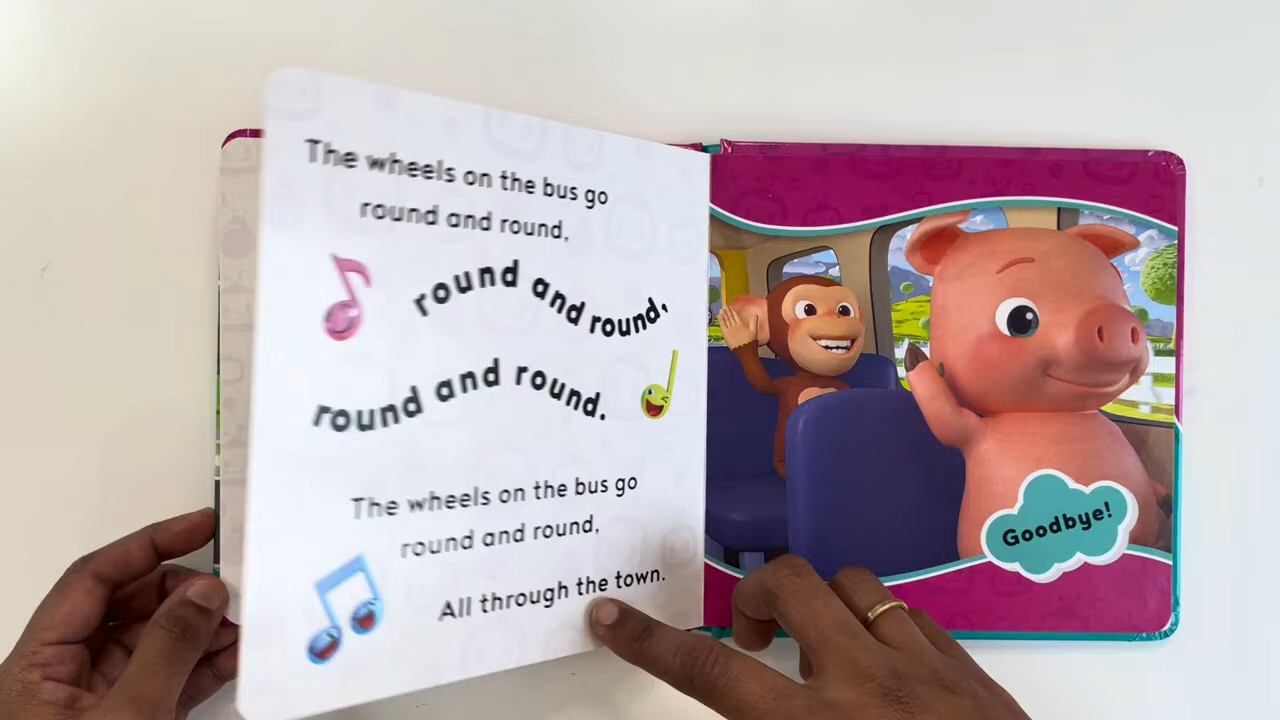 The wheels on the bus go
round and round,
round and round,
round and round.
The wheels on the bus go
round and round,
All through the town.
Goodbye!